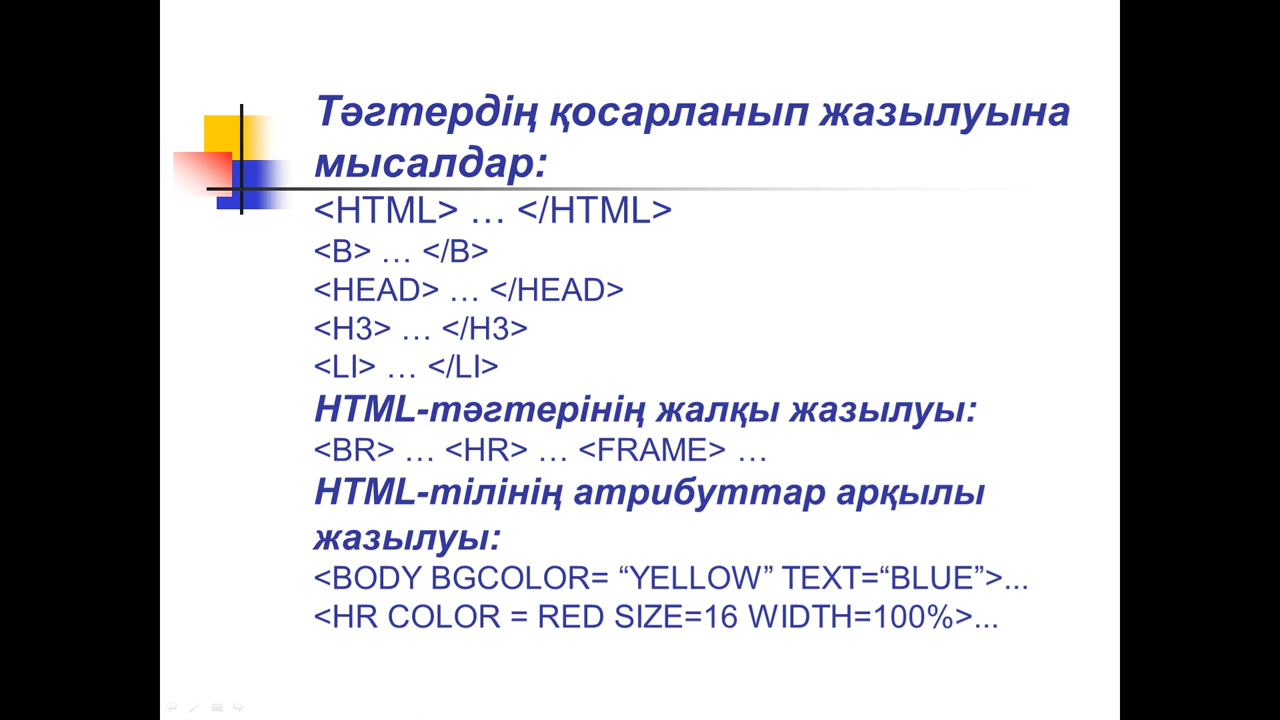 Тәгтердің қосарланып жазылуына
мысалдар:
<HTML> … </HTML>
<B> … </B>
<HEAD> … </HEAD>
<H3> … </H3>
<LI> … </LI>
HTML-тәгтерінің жалқы жазылуы:
<BR> … <HR> … <FRAME> …
HTML-тілінің атрибуттар арқылы
жазылуы:
<BODY BGCOLOR= “YELLOW” TEXT=“BLUE”>...
<HR COLOR = RED SIZE=16 WIDTH=100%>...